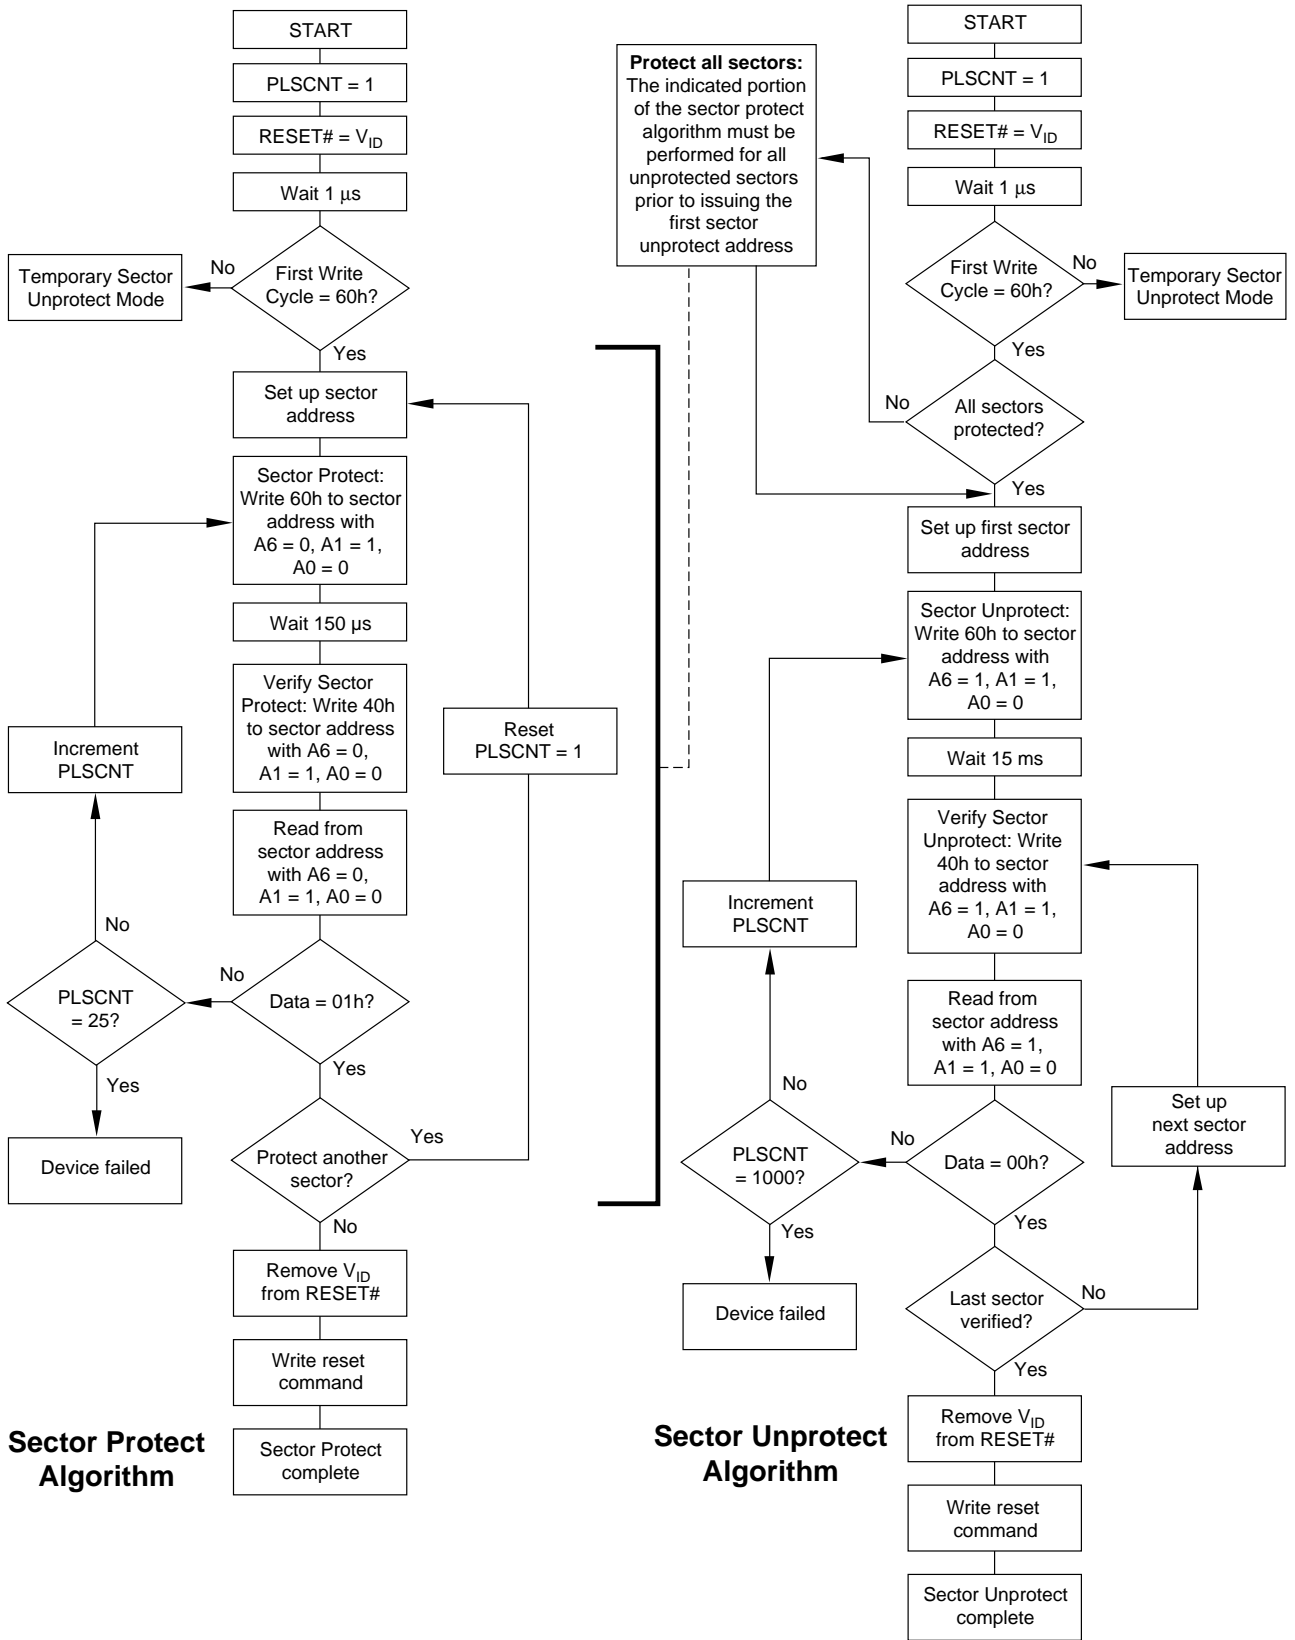 START
PLSCNT = 1
RESET# = VID
Wait 1 μs
First Write
Cycle = 60h?
No
Temporary Sector
Unprotect Mode
Yes
Set up sector
address
Sector Protect:
Write 60h to sector
address with
A6 = 0, A1 = 1,
A0 = 0
Wait 150 μs
Verify Sector
Protect: Write 40h
to sector address
with A6 = 0,
A1 = 1, A0 = 0
Reset
PLSCNT = 1
Increment
PLSCNT
Read from
sector address
with A6 = 0,
A1 = 1, A0 = 0
No
No
PLSCNT
= 25?
Data = 01h?
Yes
Yes
Device failed
Protect another
sector?
Yes
No
Remove VID
from RESET#
Write reset
command
Sector Protect
complete
Sector Protect
Algorithm
Protect all sectors:
The indicated portion
of the sector protect
algorithm must be
performed for all
unprotected sectors
prior to issuing the
first sector
unprotect address
START
PLSCNT = 1
RESET# = VID
Wait 1 μs
First Write
Cycle = 60h?
No
Temporary Sector
Unprotect Mode
Yes
No
All sectors
protected?
Yes
Set up first sector
address
Sector Unprotect:
Write 60h to sector
address with
A6 = 1, A1 = 1,
A0 = 0
Wait 15 ms
Verify Sector
Unprotect: Write
40h to sector
address with
A6 = 1, A1 = 1,
A0 = 0
Increment
PLSCNT
Read from
sector address
with A6 = 1,
A1 = 1, A0 = 0
No
No
Set up
next sector
address
PLSCNT
= 1000?
Data = 00h?
Yes
Yes
Device failed
Last sector
verified?
No
Yes
Remove VID
from RESET#
Write reset
command
Sector Unprotect
complete
Sector Unprotect
Algorithm